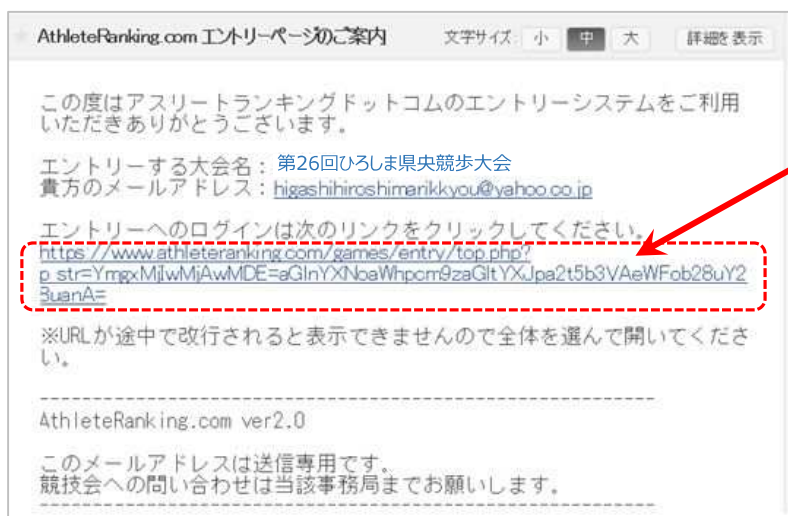 AthleteRanking.com エントリーページのご案内 文字サイズ: 小 中 大 詳細を表示
この度はアスリートランキングドットコムのエントリーシステムをご利用
いただきありがとうございます。
エントリーする大会名：第26回ひろしま県央競歩大会
貴方のメールアドレス：higashihiroshimarikkyou@yahoo.co.jp
エントリーへのログインは次のリンクをクリックしてください。
https://www.athleteranking.com/games/entry/top.php?
p_str=YmgxMjIwMjAwMDE=aGlnYXNoaWhpcm9zaGltYXJpa2t5b3VAeWFob28uY2
8uanA=
※URLが途中で改行されると表示できませんので全体を選んで開いてくださ
い。
------------------------------------------------------------
AthleteRanking.com ver2.0
このメールアドレスは送信専用です。
競技会への問い合わせは当該事務局までお願いします。
------------------------------------------------------------